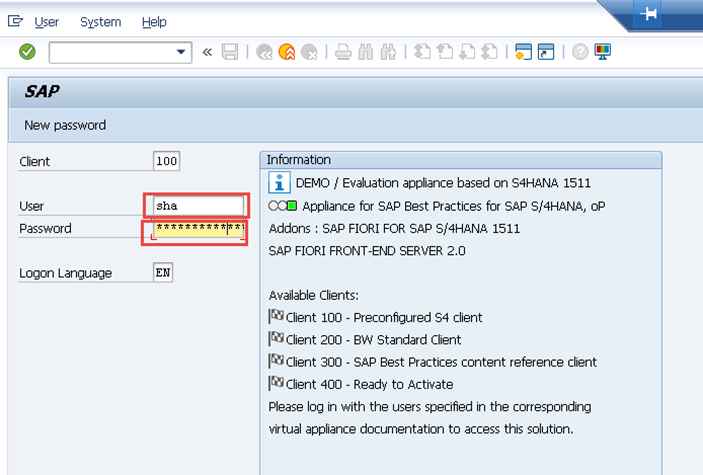 User System Help
SAP
New password
Client 100
User sha
Password *************
Logon Language EN
Information
DEMO / Evaluation appliance based on S4HANA 1511
Appliance for SAP Best Practices for SAP S/4HANA, oP
Addons : SAP FIORI FOR SAP S/4HANA 1511
SAP FIORI FRONT-END SERVER 2.0
Available Clients:
Client 100 - Preconfigured S4 client
Client 200 - BW Standard Client
Client 300 - SAP Best Practices content reference client
Client 400 - Ready to Activate
Please log in with the users specified in the corresponding
virtual appliance documentation to access this solution.